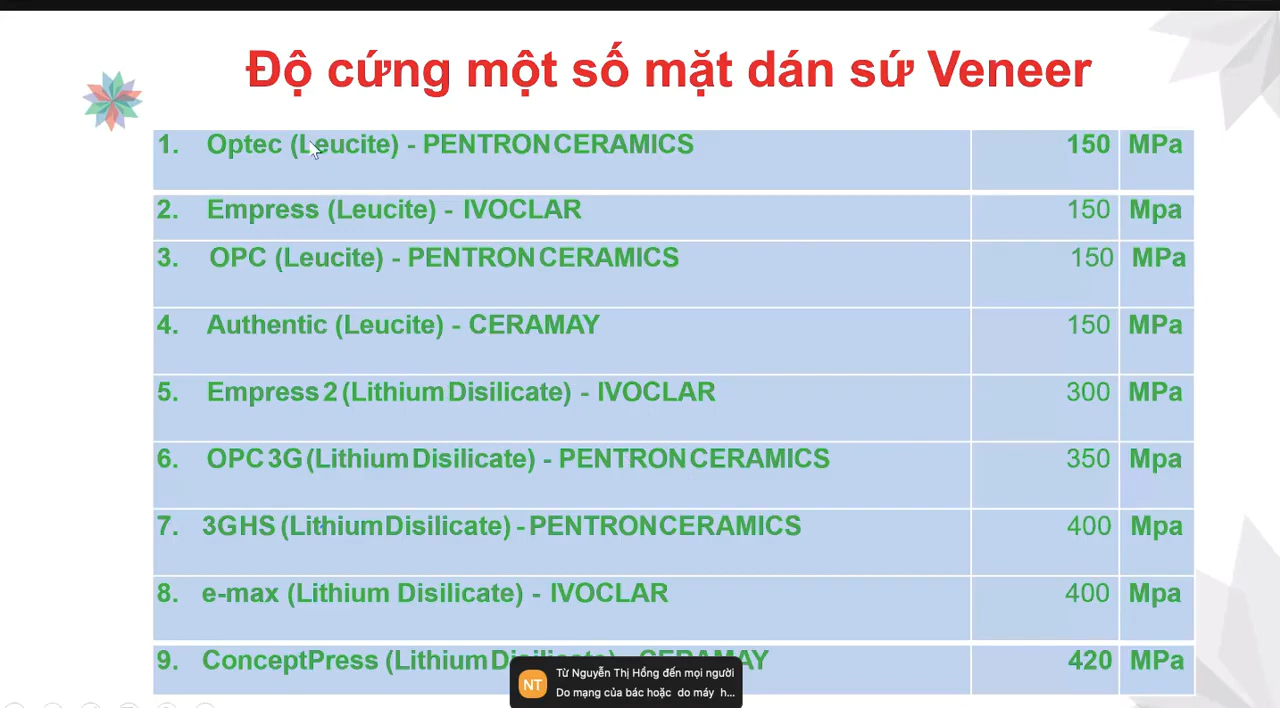 Độ cứng một số mặt dán sứ Veneer
1. Optec (Leucite) - PENTRON CERAMICS 150 MPa
2. Empress (Leucite) - IVOCLAR 150 Mpa
3. OPC (Leucite) - PENTRON CERAMICS 150 MPa
4. Authentic (Leucite) - CERAMAY 150 MPa
5. Empress 2 (Lithium Disilicate) - IVOCLAR 300 MPa
6. OPC 3G (Lithium Disilicate) - PENTRON CERAMICS 350 Mpa
7. 3GHS (Lithium Disilicate) - PENTRON CERAMICS 400 Mpa
8. e-max (Lithium Disilicate) - IVOCLAR 400 Mpa
9. ConceptPress (Lithium Disilicate) - CERAMAY 420 MPa
NT
Từ Nguyễn Thị Hồng đến mọi người
Do mạng của bác hoặc do máy h...